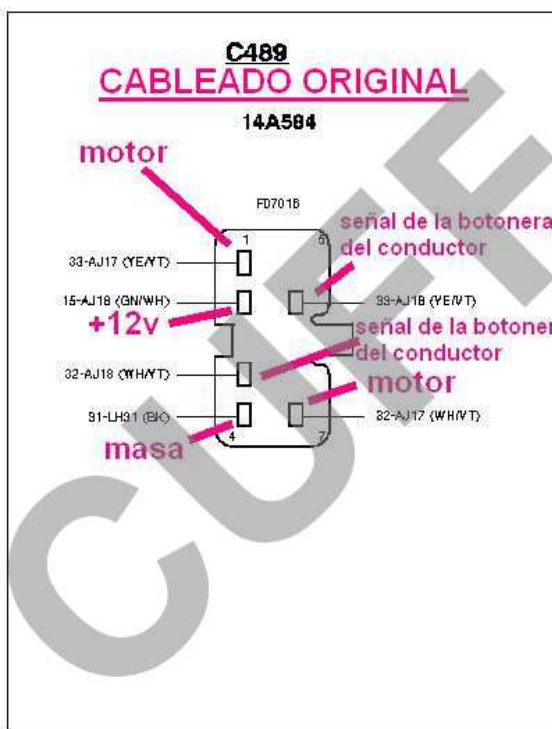 C489
CABLEADO ORIGINAL
14A584
motor
FD701B
señal de la botonera
del conductor
1
5
33-AJ17 (YE/VT)
15-AJ18 (GN/WH)
33-AJ18 (YE/VT)
+12v
señal de la botonera
del conductor
32-AJ18 (WH/VT)
motor
31-LH31 (BK)
32-AJ17 (WH/VT)
masa
4
7
CUFF